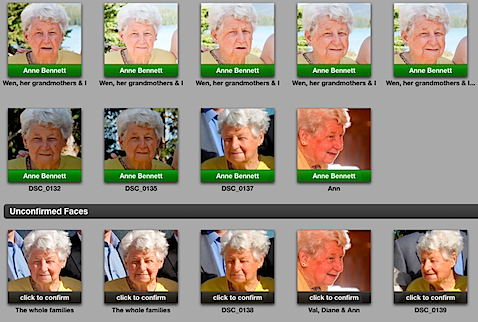 Anne Bennett Anne Bennett Anne Bennett Anne Bennett Anne Bennett
Wen, her grandmothers & I Wen, her grandmothers & I Wen, her grandmothers & I Wen, her grandmothers & I Wen, her grandmothers & I...
Anne Bennett Anne Bennett Anne Bennett Anne Bennett
DSC_0132 DSC_0135 DSC_0137 Ann
Unconfirmed Faces
click to confirm click to confirm click to confirm click to confirm click to confirm
The whole families The whole families DSC_0138 Val, Diane & Ann DSC_0139